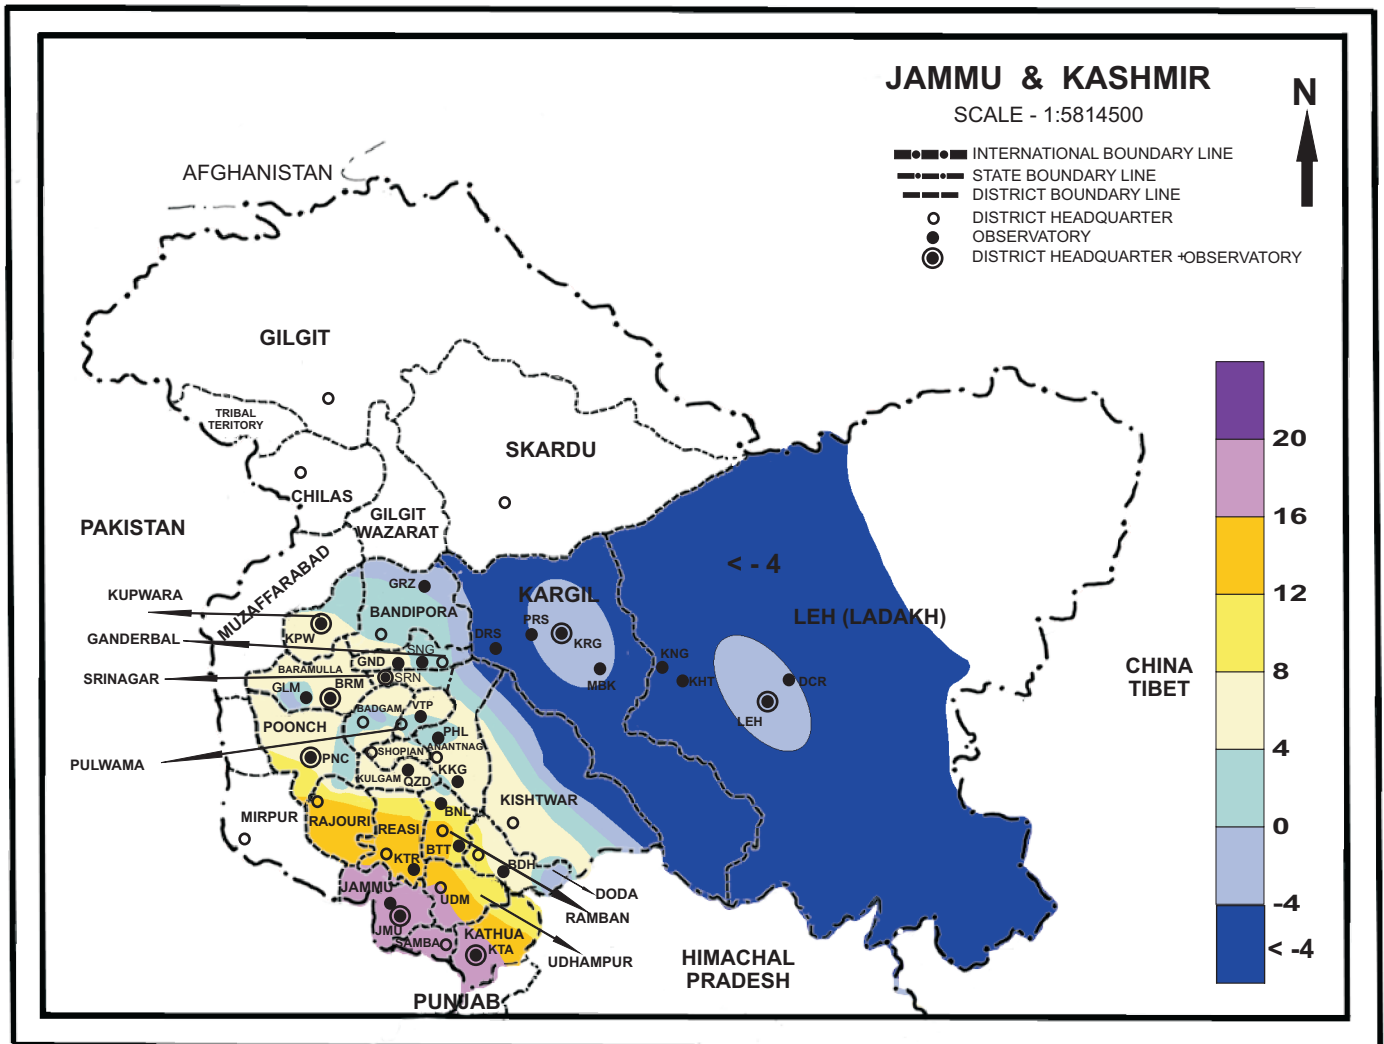 JAMMU & KASHMIR
SCALE - 1:5814500
N
INTERNATIONAL BOUNDARY LINE
STATE BOUNDARY LINE
DISTRICT BOUNDARY LINE
DISTRICT HEADQUARTER
OBSERVATORY
DISTRICT HEADQUARTER +OBSERVATORY
AFGHANISTAN
GILGIT
TRIBAL
TERITORY
SKARDU
CHILAS
GILGIT
WAZARAT
PAKISTAN
MUZAFFARABAD
< - 4
KUPWARA
GRZ
KARGIL
BANDIPORA
LEH (LADAKH)
PRS
KPW
GANDERBAL
DRS
KRG
SNG
GND
KNG
BARAMULLA
SRINAGAR
SRN
MBK
KHT
DCR
GLM
BRM
CHINA
TIBET
BADGAM
VTP
LEH
POONCH
PHL
PULWAMA
PNC
SHOPIAN
ANANTNAG
KULGAM
QZD
KKG
KISHTWAR
MIRPUR
BNL
RAJOURI
REASI
BTT
KTR
BDH
JAMMU
DODA
UDM
RAMBAN
JMU
SAMBA
KATHUA
KTA
UDHAMPUR
HIMACHAL
PRADESH
PUNJAB
20
16
12
8
4
0
-4
< -4